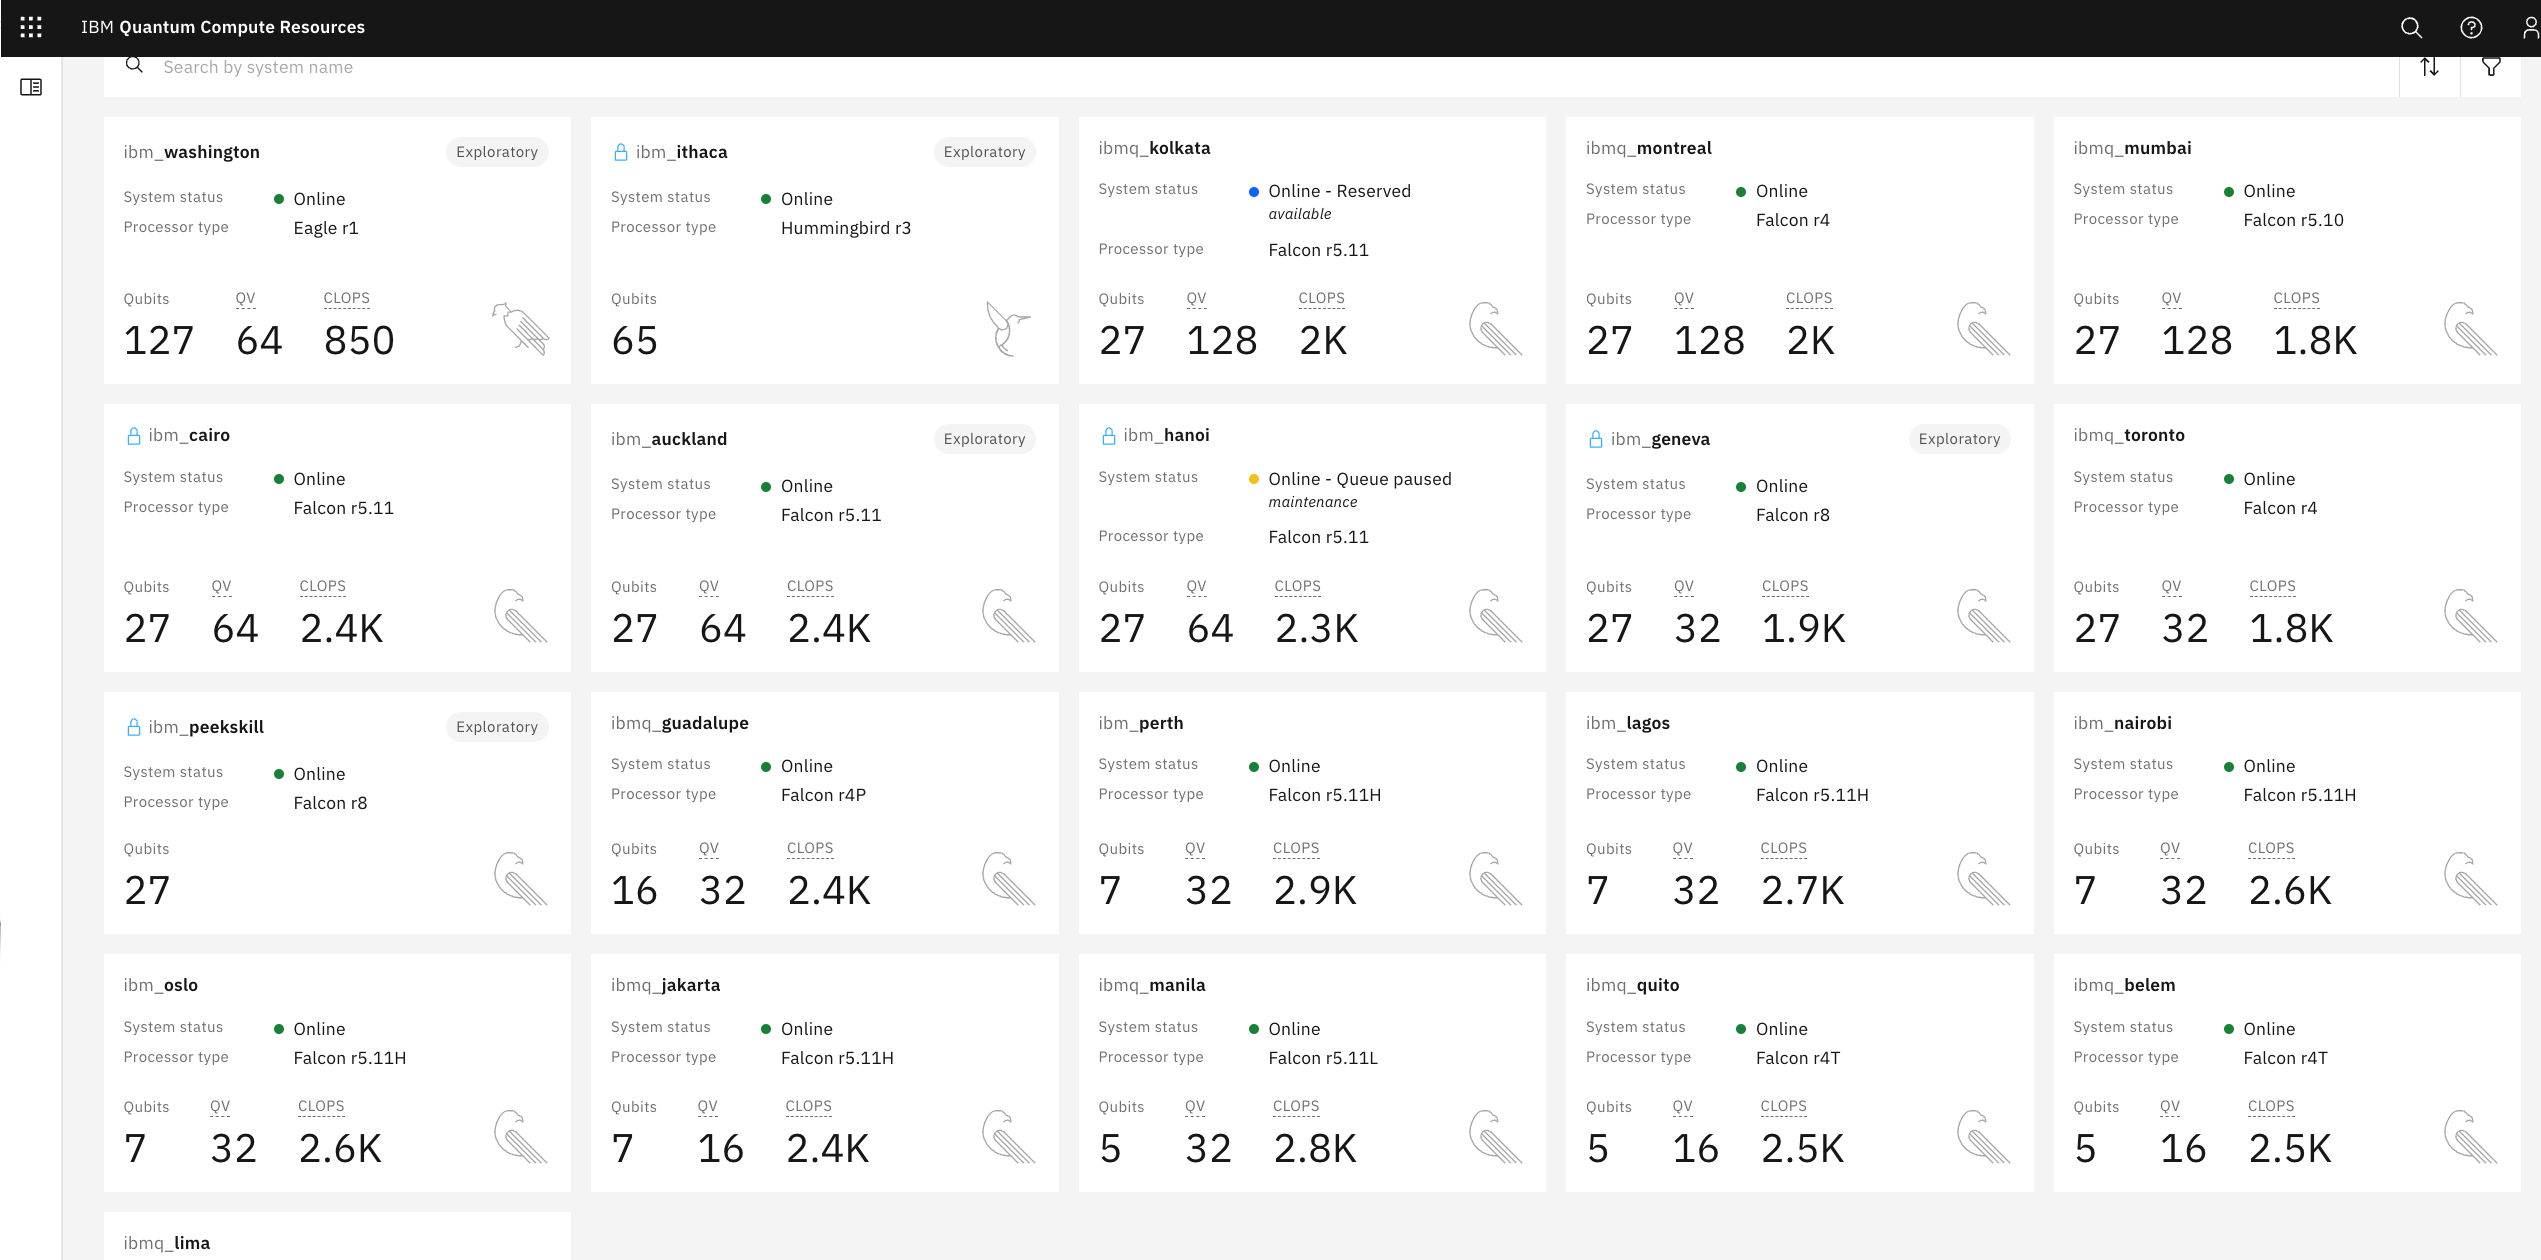 IBM Quantum Compute Resources
Search by system name
ibm_washington
Exploratory
System status Online
Processor type Eagle r1
Qubits QV CLOPS
127 64 850
ibm_ithaca
Exploratory
System status Online
Processor type Hummingbird r3
Qubits
65
ibmq_kolkata
System status Online - Reserved
available
Processor type Falcon r5.11
Qubits QV CLOPS
27 128 2K
ibmq_montreal
System status Online
Processor type Falcon r4
Qubits QV CLOPS
27 128 2K
ibmq_mumbai
System status Online
Processor type Falcon r5.10
Qubits QV CLOPS
27 128 1.8K
ibm_cairo
System status Online
Processor type Falcon r5.11
Qubits QV CLOPS
27 64 2.4K
ibm_auckland
Exploratory
System status Online
Processor type Falcon r5.11
Qubits QV CLOPS
27 64 2.4K
ibm_hanoi
System status Online - Queue paused
maintenance
Processor type Falcon r5.11
Qubits QV CLOPS
27 64 2.3K
ibm_geneva
Exploratory
System status Online
Processor type Falcon r8
Qubits QV CLOPS
27 32 1.9K
ibmq_toronto
System status Online
Processor type Falcon r4
Qubits QV CLOPS
27 32 1.8K
ibm_peekskill
Exploratory
System status Online
Processor type Falcon r8
Qubits
27
ibmq_guadalupe
System status Online
Processor type Falcon r4P
Qubits QV CLOPS
16 32 2.4K
ibm_perth
System status Online
Processor type Falcon r5.11H
Qubits QV CLOPS
7 32 2.9K
ibm_lagos
System status Online
Processor type Falcon r5.11H
Qubits QV CLOPS
7 32 2.7K
ibm_nairobi
System status Online
Processor type Falcon r5.11H
Qubits QV CLOPS
7 32 2.6K
ibm_oslo
System status Online
Processor type Falcon r5.11H
Qubits QV CLOPS
7 32 2.6K
ibmq_jakarta
System status Online
Processor type Falcon r5.11H
Qubits QV CLOPS
7 16 2.4K
ibmq_manila
System status Online
Processor type Falcon r5.11L
Qubits QV CLOPS
5 32 2.8K
ibmq_quito
System status Online
Processor type Falcon r4T
Qubits QV CLOPS
5 16 2.5K
ibmq_belem
System status Online
Processor type Falcon r4T
Qubits QV CLOPS
5 16 2.5K
ibmq_lima